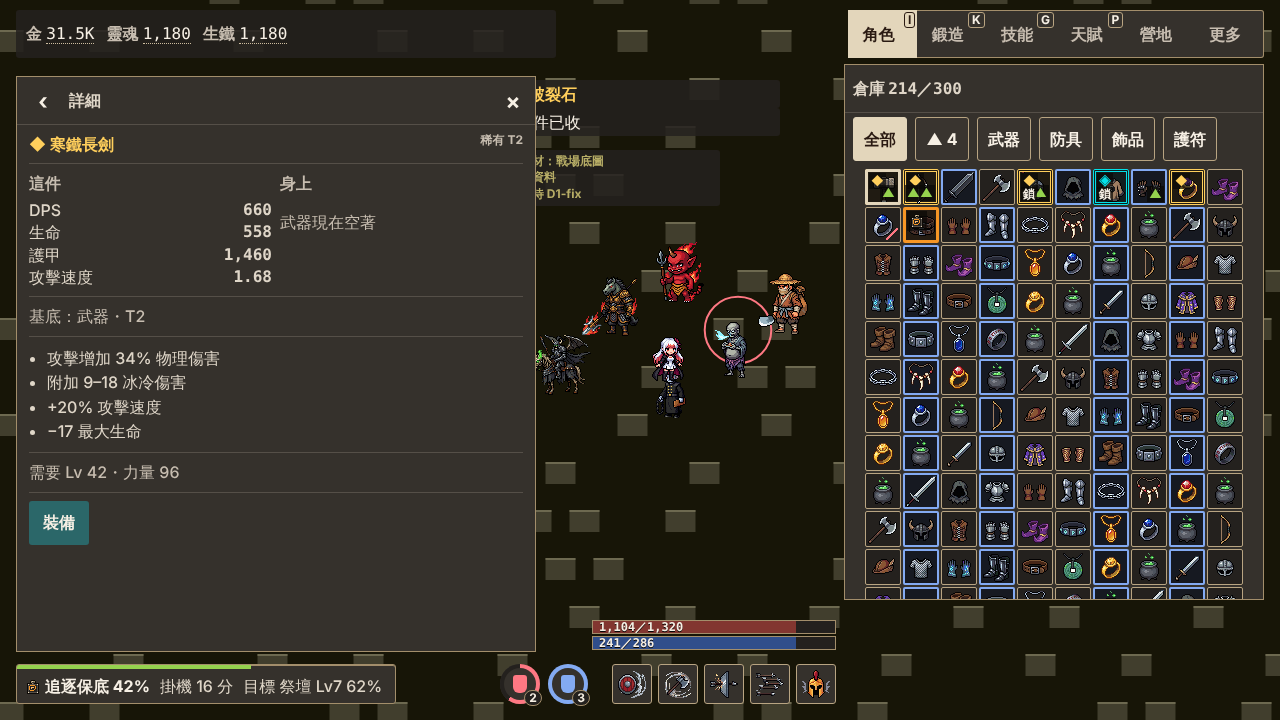 金 31.5K 靈魂 1,180 生鐵 1,180
角色 I
鍛造 K
技能 G
天賦 P
營地
更多
‹ 詳細 ×
寒鐵長劍
稀有 T2
這件
DPS 660
生命 558
護甲 1,460
攻擊速度 1.68
身上
武器現在空著
基底：武器・T2
• 攻擊增加 34% 物理傷害
• 附加 9–18 冰冷傷害
• +20% 攻擊速度
• −17 最大生命
需要 Lv 42・力量 96
裝備
破裂石
件已收
材：戰場底圖
資料
待 D1-fix
倉庫 214／300
全部
▲ 4
武器
防具
飾品
護符
鎖
鎖
1,104／1,320
241／286
追逐保底 42% 掛機 16 分 目標 祭壇 Lv7 62%
2
3